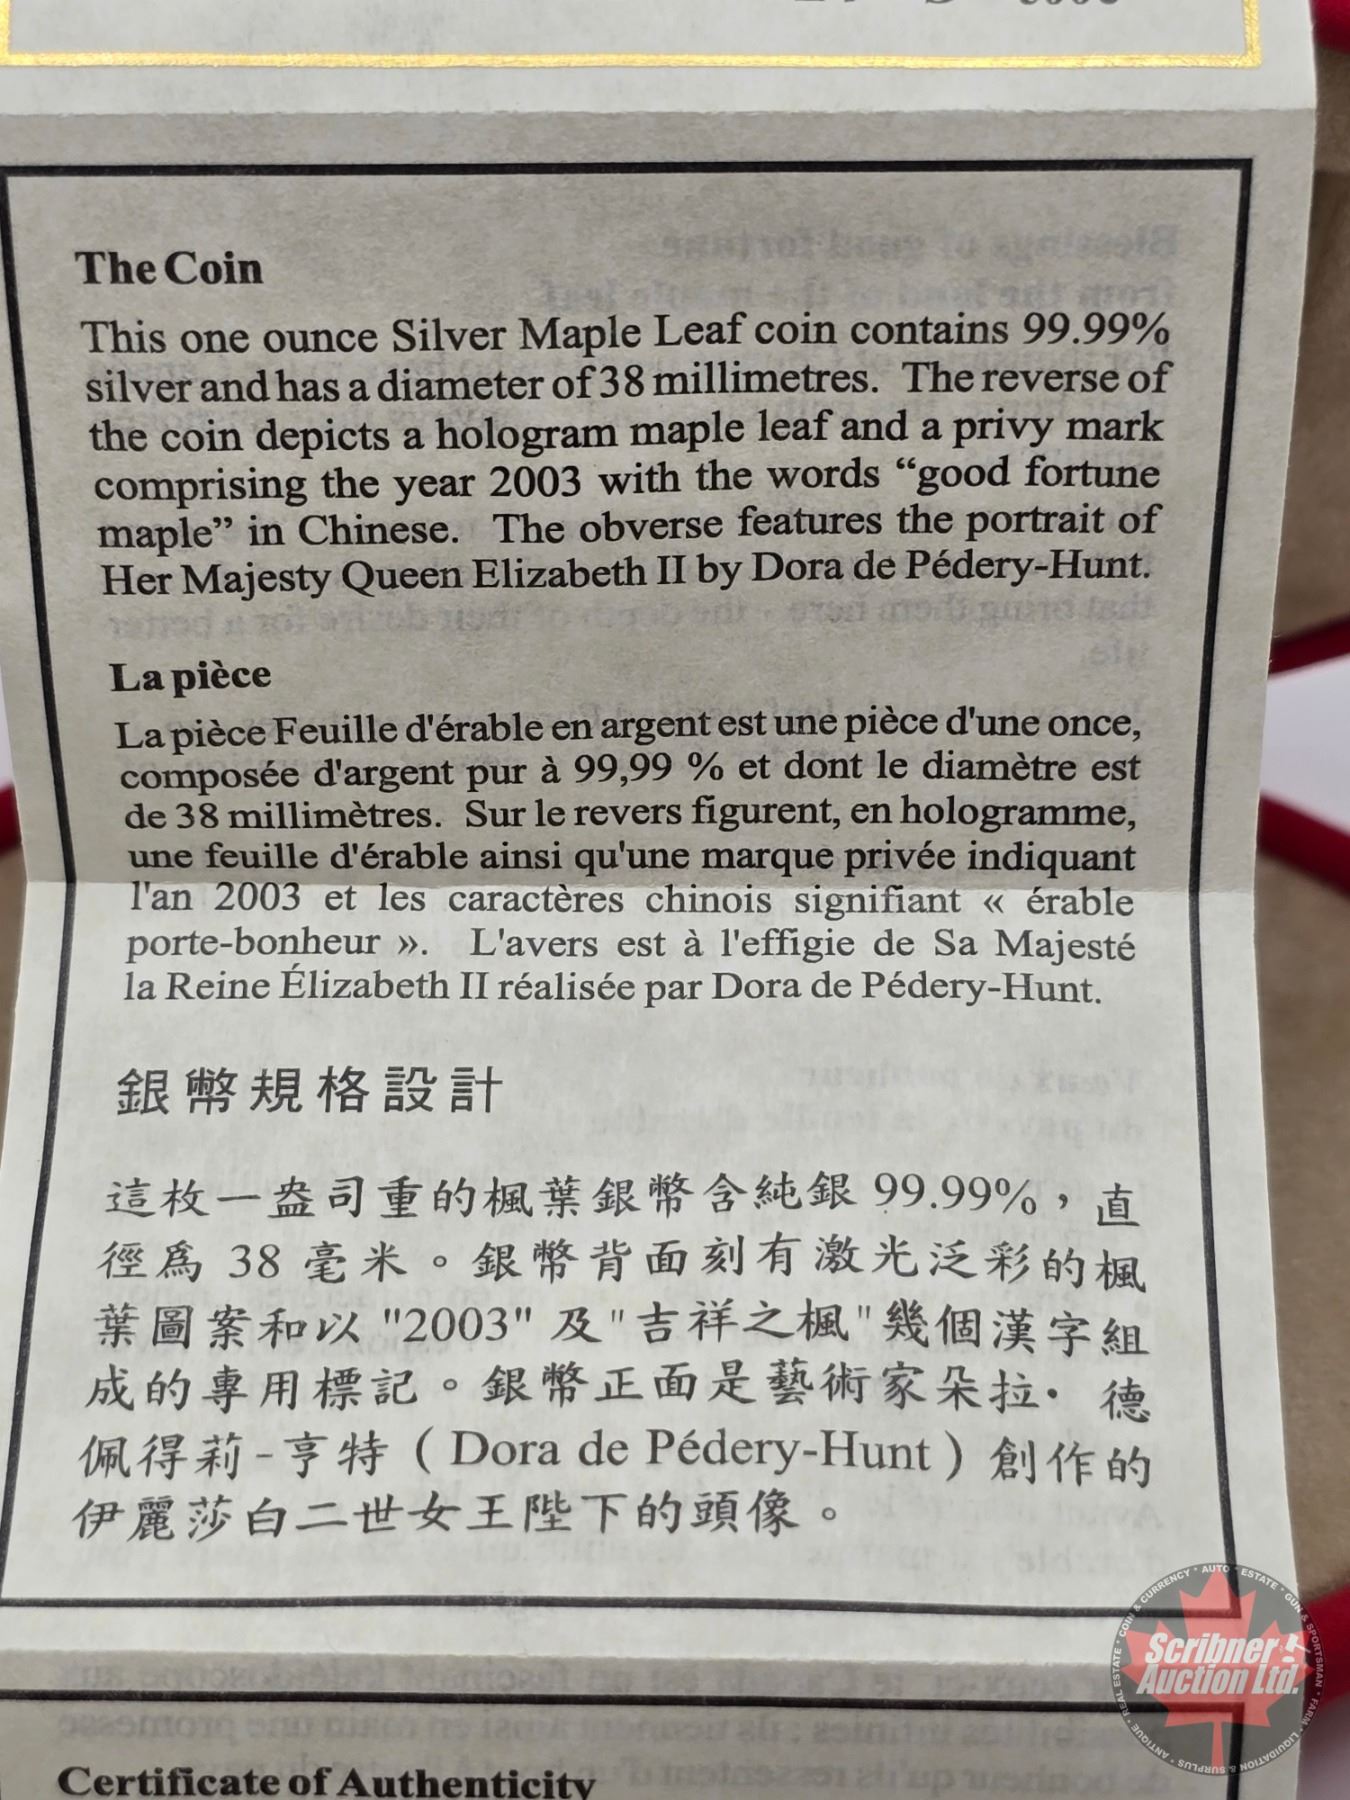 The Coin
This one ounce Silver Maple Leaf coin contains 99.99%
silver and has a diameter of 38 millimetres. The reverse of
the coin depicts a hologram maple leaf and a privy mark
comprising the year 2003 with the words “good fortune
maple” in Chinese. The obverse features the portrait of
Her Majesty Queen Elizabeth II by Dora de Pédery-Hunt.
La pièce
La pièce Feuille d'érable en argent est une pièce d'une once,
composée d'argent pur à 99,99 % et dont le diamètre est
de 38 millimètres. Sur le revers figurent, en hologramme,
une feuille d'érable ainsi qu'une marque privée indiquant
l'an 2003 et les caractères chinois signifiant « érable
porte-bonheur ». L'avers est à l'effigie de Sa Majesté
la Reine Élizabeth II réalisée par Dora de Pédery-Hunt.
銀幣規格設計
這枚一盎司重的楓葉銀幣含純銀 99.99%，直
徑爲 38 毫米。銀幣背面刻有激光泛彩的楓
葉圖案和以 "2003" 及 "吉祥之楓" 幾個漢字組
成的專用標記。銀幣正面是藝術家朵拉· 德
佩得莉-亨特 ( Dora de Pédery-Hunt ) 創作的
伊麗莎白二世女王陛下的頭像。
Certificate of Authenticity
Scribner
Auction Ltd.
COIN & CURRENCY · AUTO · ESTATE · GUN & SPORTSMAN · FARM · LIQUIDATION & SURPLUS · ANTIQUE · REAL ESTATE